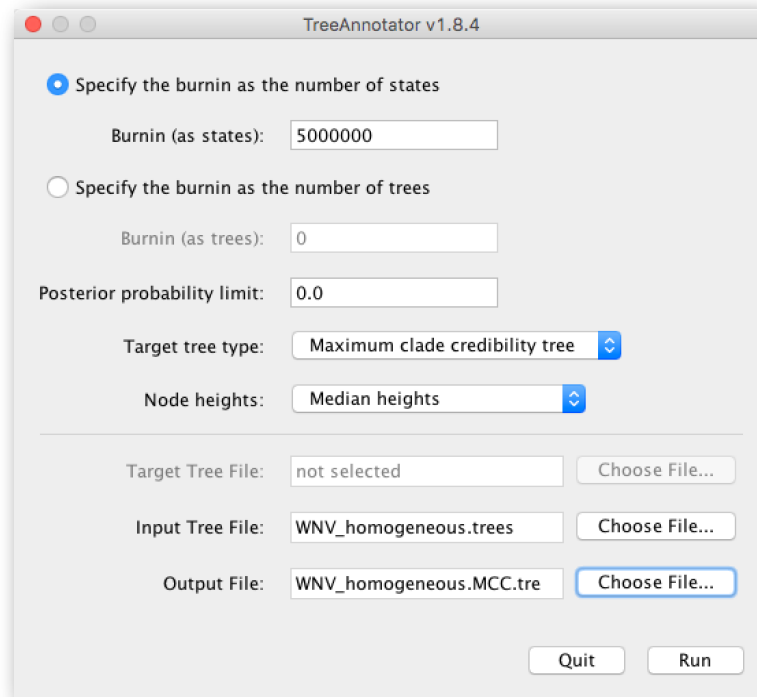 TreeAnnotator v1.8.4
Specify the burnin as the number of states
Burnin (as states): 5000000
Specify the burnin as the number of trees
Burnin (as trees): 0
Posterior probability limit: 0.0
Target tree type: Maximum clade credibility tree
Node heights: Median heights
Target Tree File: not selected Choose File...
Input Tree File: WNV_homogeneous.trees Choose File...
Output File: WNV_homogeneous.MCC.tre Choose File...
Quit Run